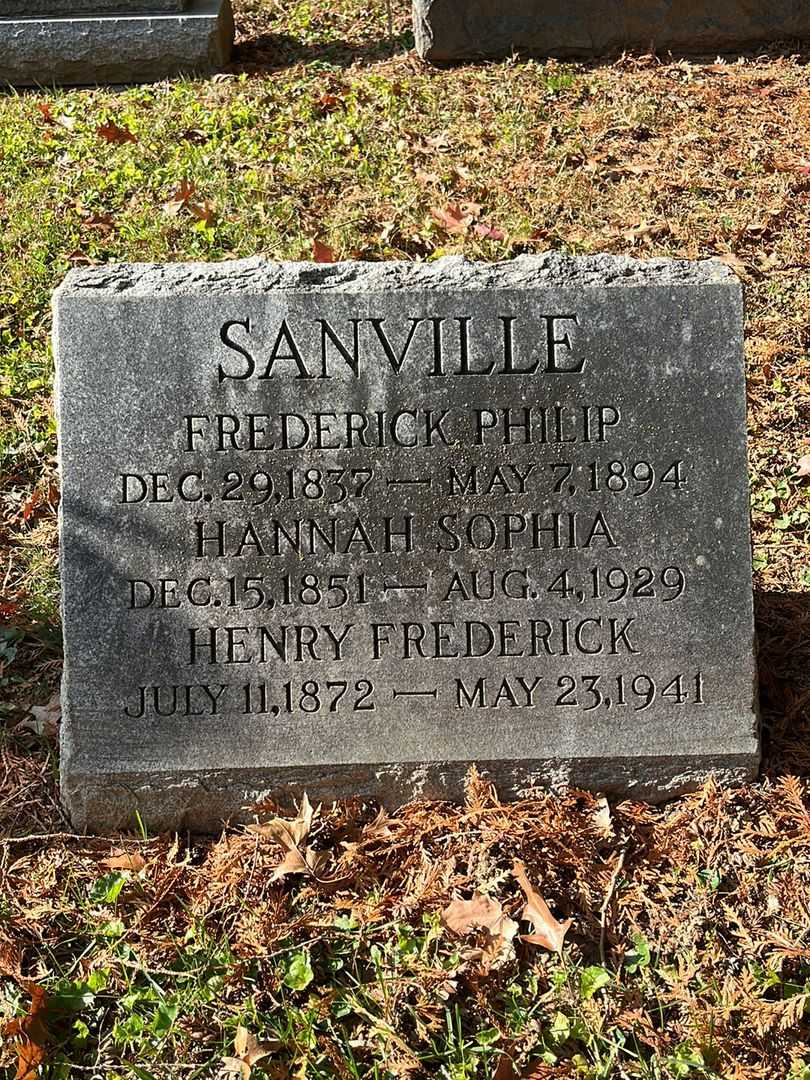 SANVILLE
FREDERICK PHILIP
DEC. 29, 1837 — MAY 7, 1894
HANNAH SOPHIA
DEC. 15, 1851 — AUG. 4, 1929
HENRY FREDERICK
JULY 11, 1872 — MAY 23, 1941